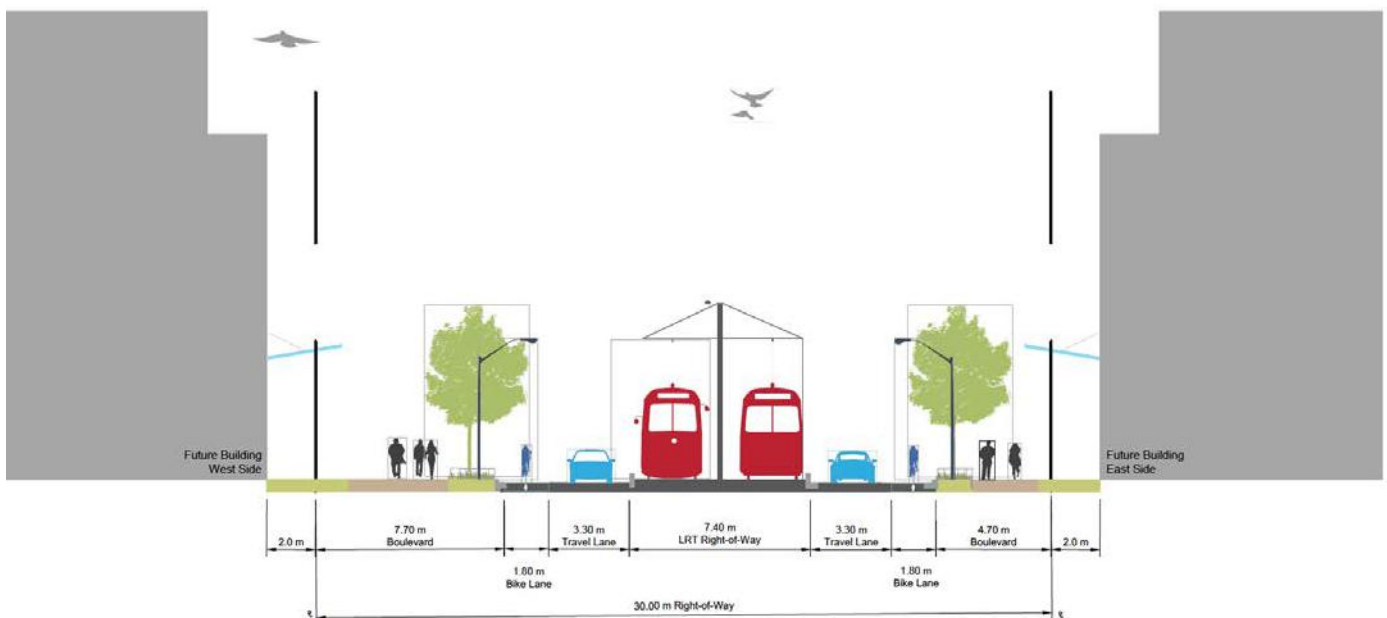 Future Building
West Side
Future Building
East Side
2.0 m
7.70 m
Boulevard
1.80 m
Bike Lane
3.30 m
Travel Lane
7.40 m
LRT Right-of-Way
3.30 m
Travel Lane
1.80 m
Bike Lane
4.70 m
Boulevard
2.0 m
30.00 m Right-of-Way